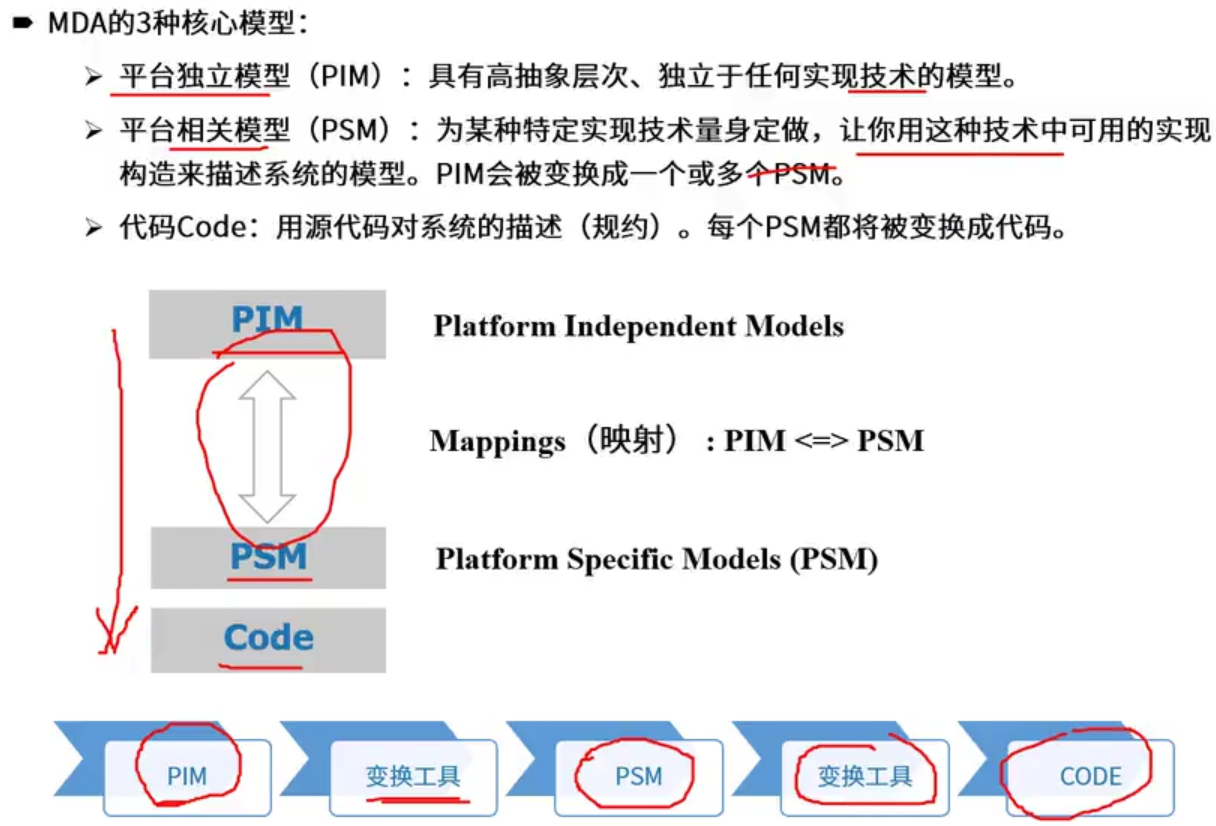 MDA的3种核心模型：
平台独立模型（PIM）：具有高抽象层次、独立于任何实现技术的模型。
平台相关模型（PSM）：为某种特定实现技术量身定做，让你用这种技术中可用的实现
构造来描述系统的模型。PIM会被变换成一个或多个PSM。
代码Code：用源代码对系统的描述（规约）。每个PSM都将被变换成代码。
PIM
Platform Independent Models
Mappings（映射）: PIM <=> PSM
PSM
Platform Specific Models (PSM)
Code
PIM
变换工具
PSM
变换工具
CODE